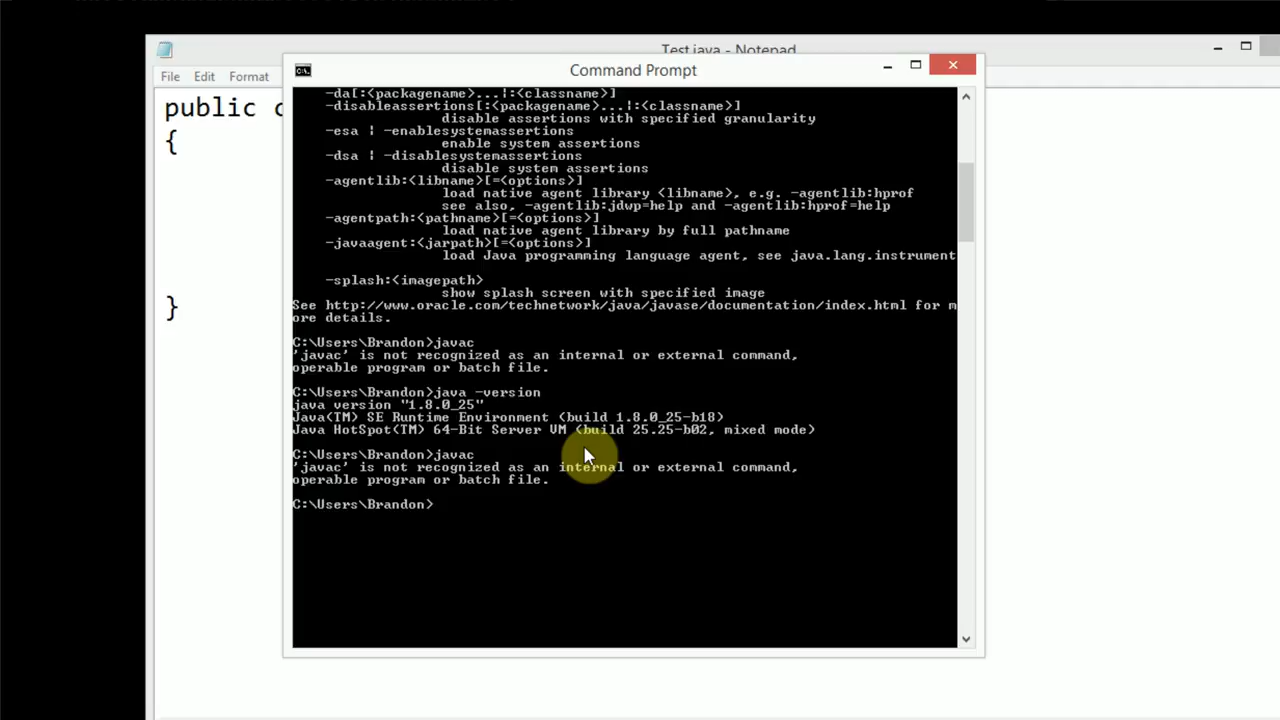 Test.java - Notepad
File Edit Format
public c
{
}
Command Prompt
-da[:<packagename>...|:<classname>]
-disableassertions[:<packagename>...|:<classname>]
disable assertions with specified granularity
-esa | -enablesystemassertions
enable system assertions
-dsa | -disablesystemassertions
disable system assertions
-agentlib:<libname>[=<options>]
load native agent library <libname>, e.g. -agentlib:hprof
see also, -agentlib:jdwp=help and -agentlib:hprof=help
-agentpath:<pathname>[=<options>]
load native agent library by full pathname
-javaagent:<jarpath>[=<options>]
load Java programming language agent, see java.lang.instrument
-splash:<imagepath>
show splash screen with specified image
See http://www.oracle.com/technetwork/java/javase/documentation/index.html for m
ore details.
C:\Users\Brandon>javac
'javac' is not recognized as an internal or external command,
operable program or batch file.
C:\Users\Brandon>java -version
java version "1.8.0_25"
Java(TM) SE Runtime Environment (build 1.8.0_25-b18)
Java HotSpot(TM) 64-Bit Server VM (build 25.25-b02, mixed mode)
C:\Users\Brandon>javac
'javac' is not recognized as an internal or external command,
operable program or batch file.
C:\Users\Brandon>